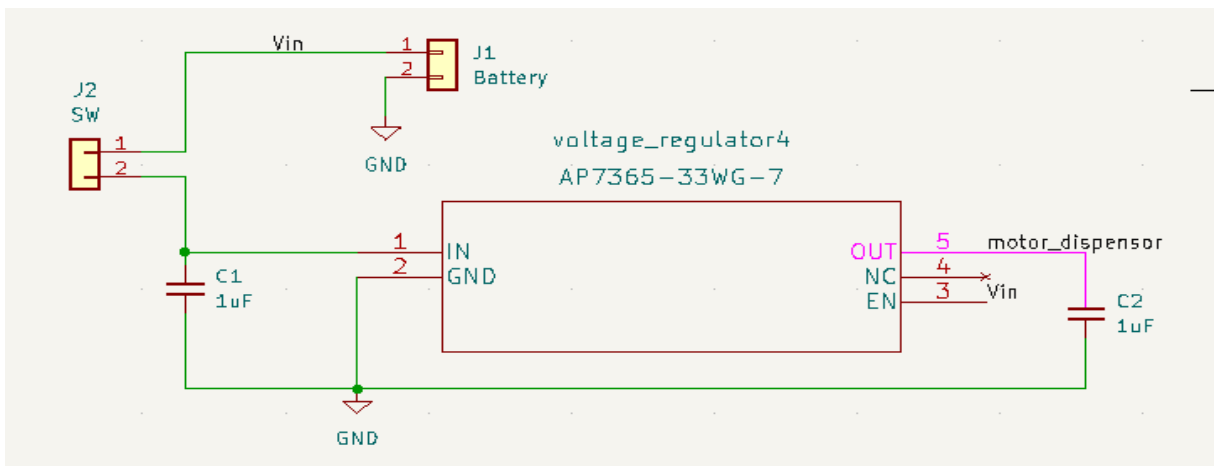 Vin
1
2
J1
Battery
J2
SW
1
2
GND
voltage_regulator4
AP7365-33WG-7
1
IN
2
GND
OUT
5
motor_dispensor
NC
4
EN
3
Vin
C1
1uF
C2
1uF
GND